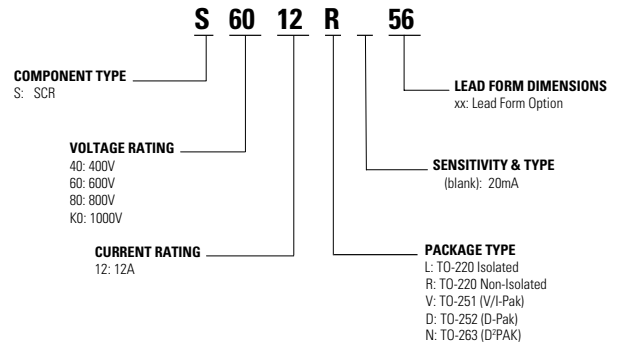 S 60 12 R 56
COMPONENT TYPE
S: SCR
VOLTAGE RATING
40: 400V
60: 600V
80: 800V
K0: 1000V
CURRENT RATING
12: 12A
LEAD FORM DIMENSIONS
xx: Lead Form Option
SENSITIVITY & TYPE
(blank): 20mA
PACKAGE TYPE
L: TO-220 Isolated
R: TO-220 Non-Isolated
V: TO-251 (V/I-Pak)
D: TO-252 (D-Pak)
N: TO-263 (D²PAK)